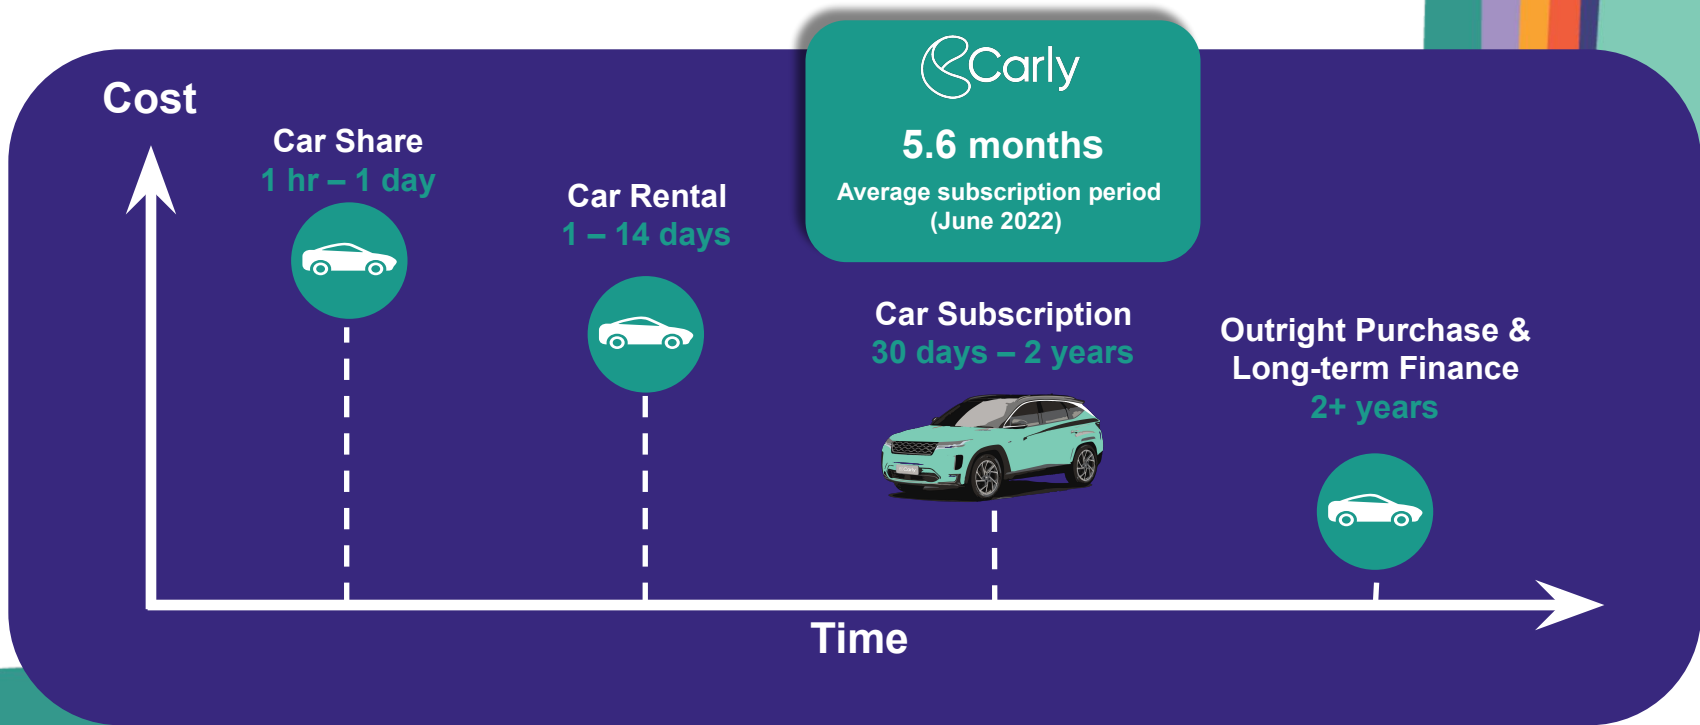 Cost
Car Share
1 hr – 1 day
Car Rental
1 – 14 days
Carly
5.6 months
Average subscription period
(June 2022)
Car Subscription
30 days – 2 years
Outright Purchase &
Long-term Finance
2+ years
Time